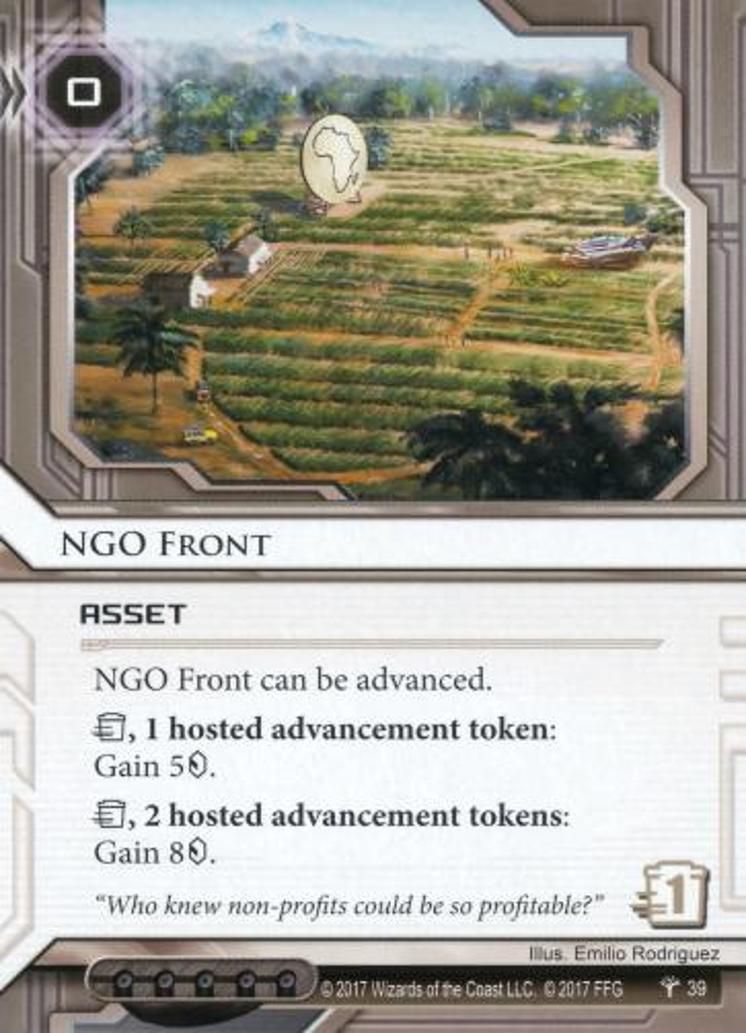 NGO FRONT
ASSET
NGO Front can be advanced.
, 1 hosted advancement token:
Gain 5.
, 2 hosted advancement tokens:
Gain 8.
“Who knew non-profits could be so profitable?”
1
Illus. Emilio Rodriguez
© 2017 Wizards of the Coast LLC. © 2017 FFG 39